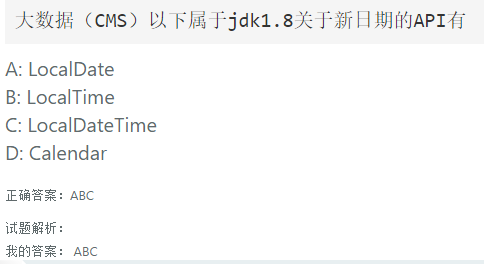 大数据（CMS）以下属于jdk1.8关于新日期的API有
A: LocalDate
B: LocalTime
C: LocalDateTime
D: Calendar
正确答案：ABC
试题解析：
我的答案： ABC